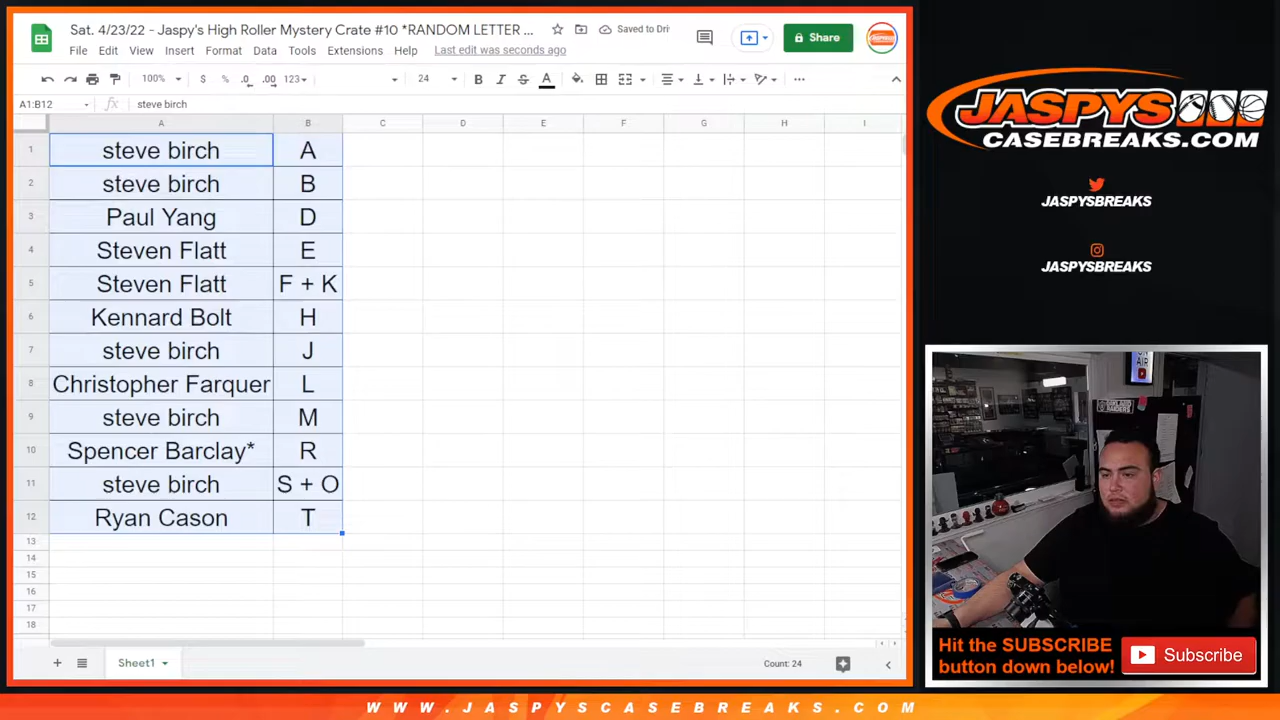 Sat. 4/23/22 - Jaspy's High Roller Mystery Crate #10 *RANDOM LETTER ...
Saved to Dri
Share
File Edit View Insert Format Data Tools Extensions Help Last edit was seconds ago
100% $ % .0 .00 123 24 B I S A
A1:B12 fx steve birch
A B C D E F G H I
1 steve birch A
2 steve birch B
3 Paul Yang D
4 Steven Flatt E
5 Steven Flatt F + K
6 Kennard Bolt H
7 steve birch J
8 Christopher Farquer L
9 steve birch M
10 Spencer Barclay* R
11 steve birch S + O
12 Ryan Cason T
13
14
15
16
17
18
+ Sheet1 Count: 24
JASPYS
CASEBREAKS.COM
JASPYSBREAKS
JASPYSBREAKS
ON
AIR
OAKLAND
RAIDERS
Hit the SUBSCRIBE
button down below!
Subscribe
WWW.JASPYSCASEBREAKS.COM